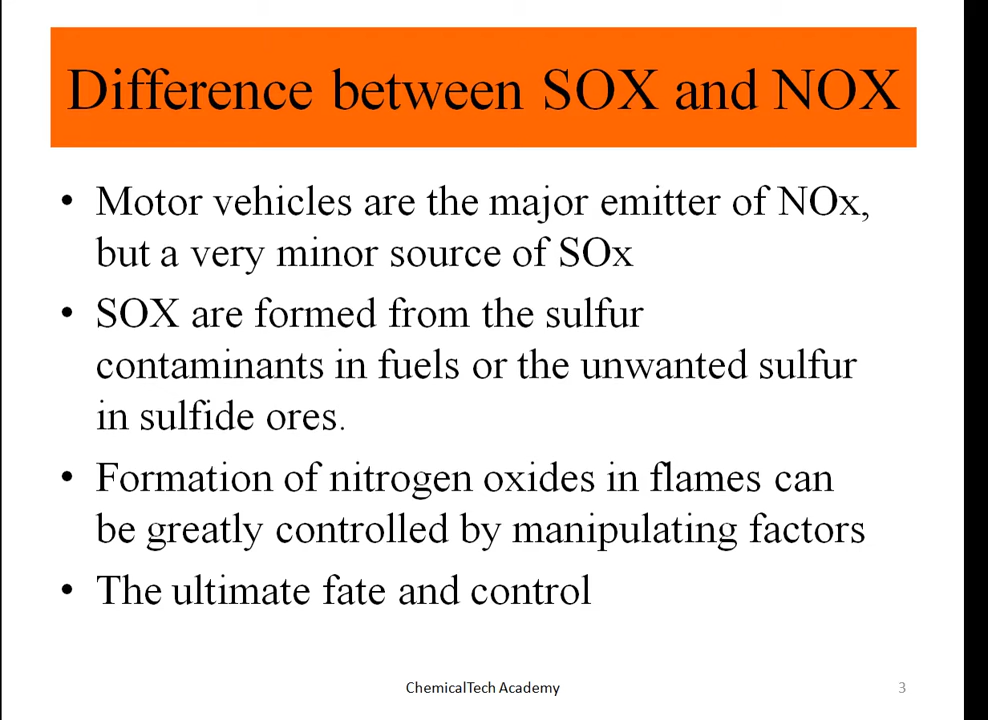 Difference between SOX and NOX
• Motor vehicles are the major emitter of NOx,
but a very minor source of SOx
• SOX are formed from the sulfur
contaminants in fuels or the unwanted sulfur
in sulfide ores.
• Formation of nitrogen oxides in flames can
be greatly controlled by manipulating factors
• The ultimate fate and control
ChemicalTech Academy
3